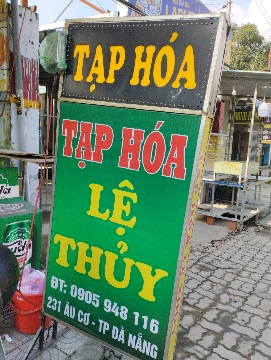 TẠP HÓA
TẠP HÓA
LỆ
THỦY
ĐT: 0905 948 116
231 ÂU CƠ - TP ĐÀ NẴNG